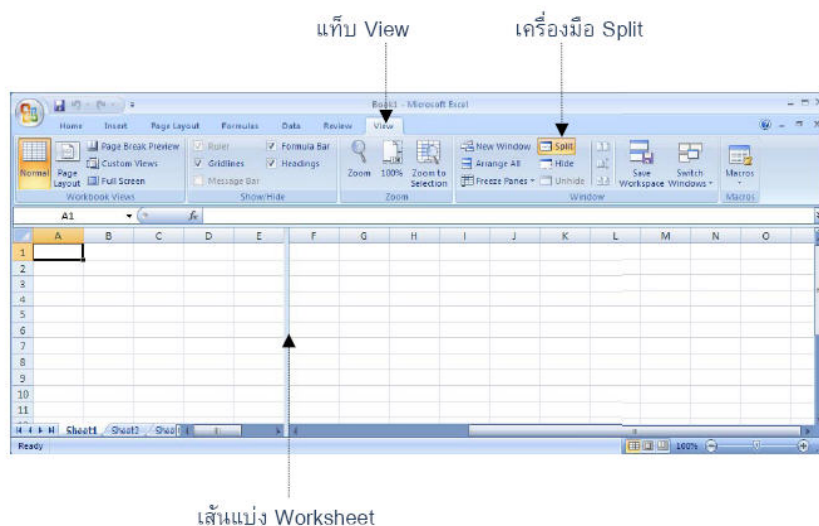 แท็บ View เครื่องมือ Split
Book1 - Microsoft Excel
Home Insert Page Layout Formulas Data Review View
Normal Page Layout Page Break Preview Custom Views Full Screen
Ruler Gridlines Message Bar Formula Bar Headings
Zoom 100% Zoom to Selection
New Window Arrange All Freeze Panes Split Hide Unhide
Save Workspace Switch Windows Macros
Workbook Views Show/Hide Zoom Window Macros
A1 fx
A B C D E F G H I J K L M N O
1
2
3
4
5
6
7
8
9
10
11
Sheet1 Sheet2
Ready 100%
เส้นแบ่ง Worksheet